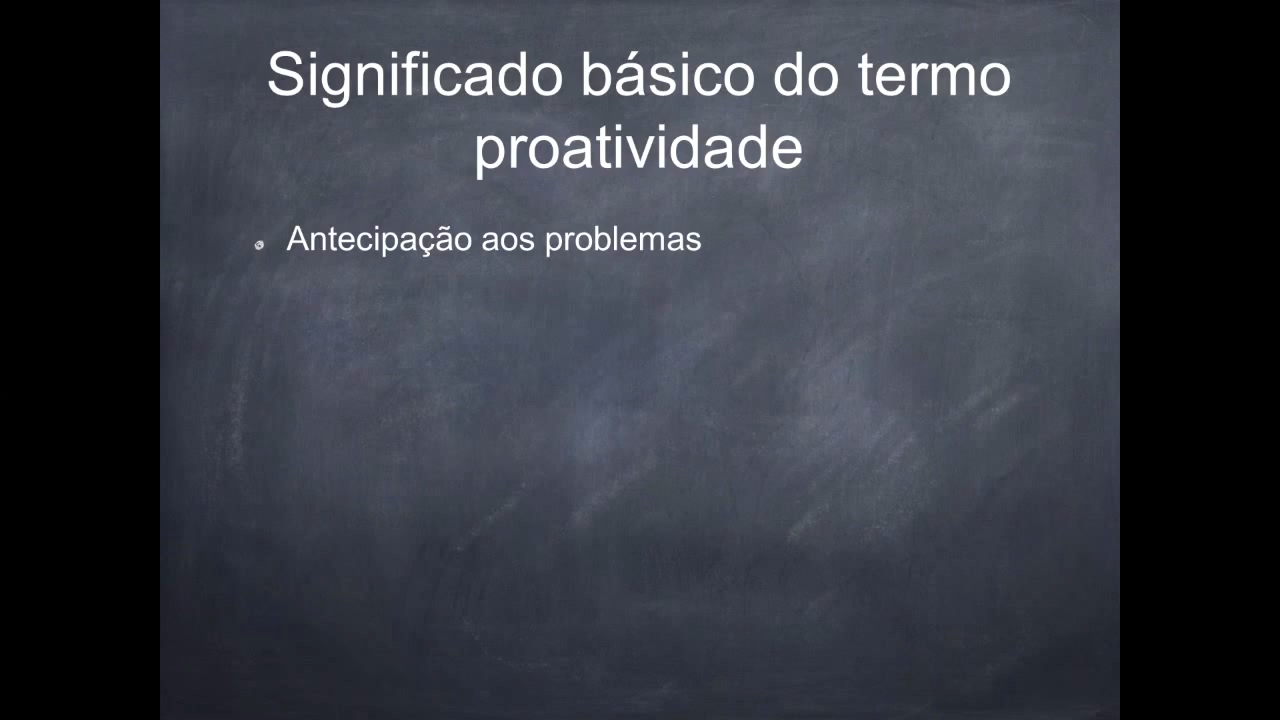 Significado básico do termo
proatividade
Antecipação aos problemas